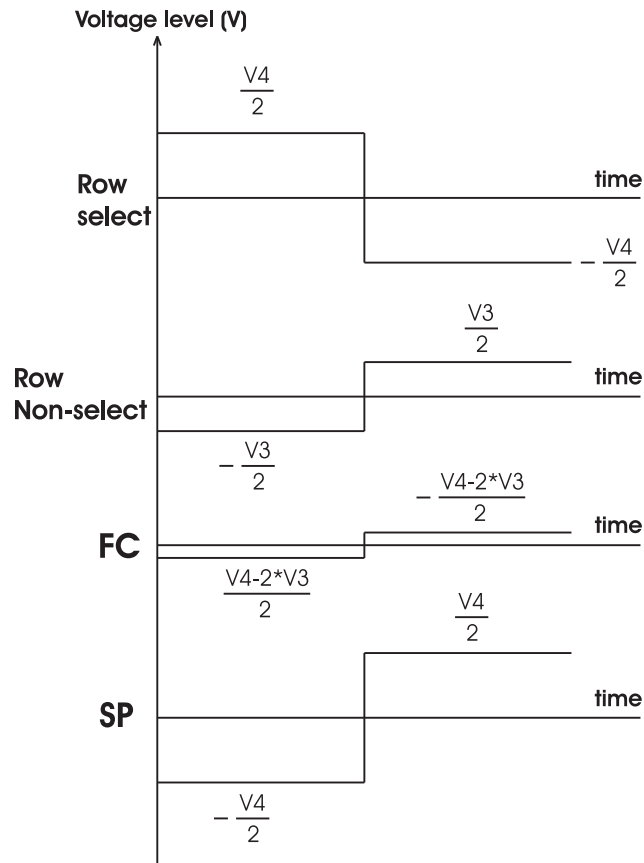 Voltage level (V)
V4
2
Row
select
time
- V4
2
V3
2
Row
Non-select
time
- V3
2
- V4-2*V3
2
FC
time
V4-2*V3
2
V4
2
SP
time
- V4
2